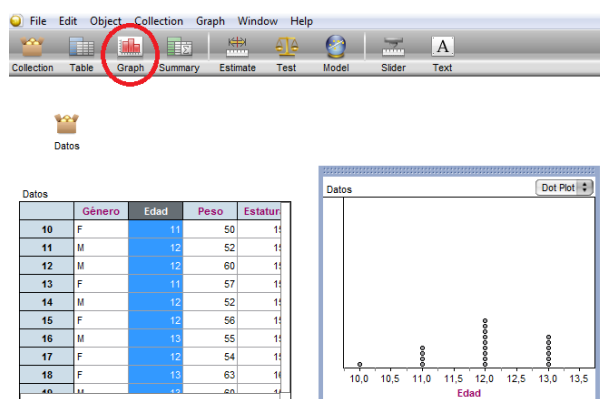 File Edit Object Collection Graph Window Help
Collection Table Graph Summary Estimate Test Model Slider Text
A
Datos
Datos
Género Edad Peso Estatura
10 F 11 50
11 M 12 52
12 M 12 60
13 F 11 57
14 M 12 52
15 F 12 56
16 M 13 55
17 F 12 54
18 F 13 63
Datos Dot Plot
10,0 10,5 11,0 11,5 12,0 12,5 13,0 13,5
Edad